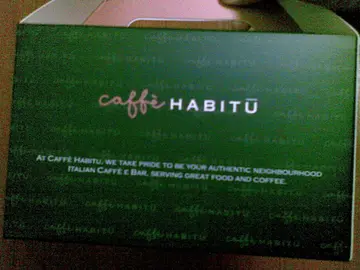 caffè HABITŪ
AT CAFFÈ HABITU, WE TAKE PRIDE TO BE YOUR AUTHENTIC NEIGHBOURHOOD
ITALIAN CAFFÈ E BAR, SERVING GREAT FOOD AND COFFEE.